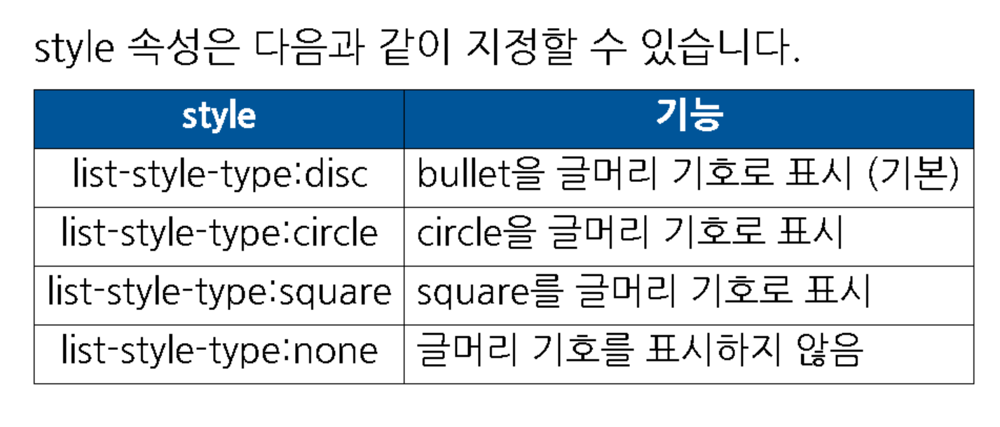 style 속성은 다음과 같이 지정할 수 있습니다.
style 기능
list-style-type:disc bullet을 글머리 기호로 표시 (기본)
list-style-type:circle circle을 글머리 기호로 표시
list-style-type:square square를 글머리 기호로 표시
list-style-type:none 글머리 기호를 표시하지 않음